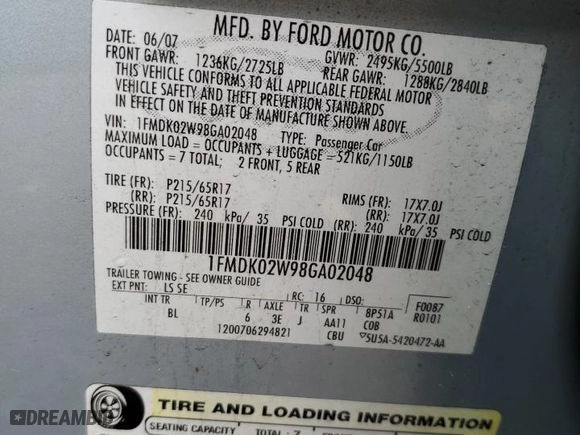 MFD. BY FORD MOTOR CO.
DATE: 06/07 GVWR: 2495KG/5500LB
FRONT GAWR: 1236KG/2725LB REAR GAWR: 1288KG/2840LB
THIS VEHICLE CONFORMS TO ALL APPLICABLE FEDERAL MOTOR
VEHICLE SAFETY AND THEFT PREVENTION STANDARDS
IN EFFECT ON THE DATE OF MANUFACTURE SHOWN ABOVE.
VIN: 1FMDK02W98GA02048 TYPE: Passenger Car
MAXIMUM LOAD = OCCUPANTS + LUGGAGE = 521KG/1150LB
OCCUPANTS = 7 TOTAL; 2 FRONT, 5 REAR
TIRE (FR): P215/65R17 RIMS (FR): 17X7.0J
(RR): P215/65R17 (RR): 17X7.0J
PRESSURE (FR): 240 kPa/ 35 PSI COLD (RR): 240 kPa/ 35 PSI COLD
1FMDK02W98GA02048
TRAILER TOWING - SEE OWNER GUIDE
EXT PNT: LS SE RC: 16 DSO: F0087
INT TR TP/PS R AXLE TR SPR 8P51A R0101
BL 6 3E J AA11 COB
1200706294821 CBU ▽5U5A-5420472-AA
TIRE AND LOADING INFORMATION
SEATING CAPACITY TOTAL: 7
DREAMBID